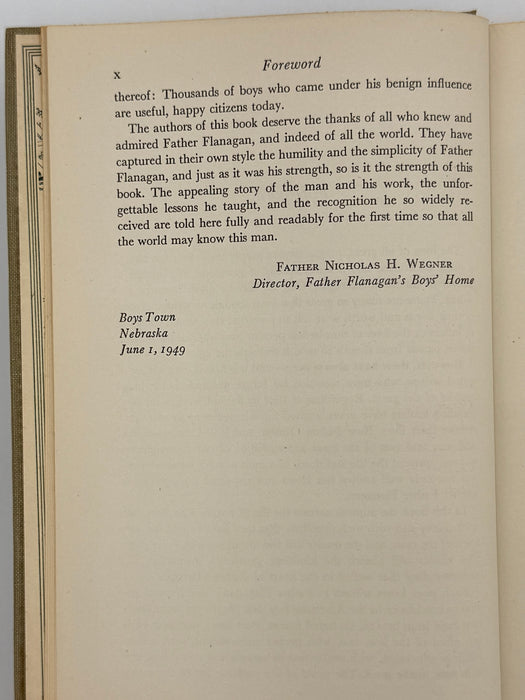 x
Foreword
thereof: Thousands of boys who came under his benign influence
are useful, happy citizens today.
The authors of this book deserve the thanks of all who knew and
admired Father Flanagan, and indeed of all the world. They have
captured in their own style the humility and the simplicity of Father
Flanagan, and just as it was his strength, so is it the strength of this
book. The appealing story of the man and his work, the unfor-
gettable lessons he taught, and the recognition he so widely re-
ceived are told here fully and readably for the first time so that all
the world may know this man.
Father Nicholas H. Wegner
Director, Father Flanagan's Boys' Home
Boys Town
Nebraska
June 1, 1949